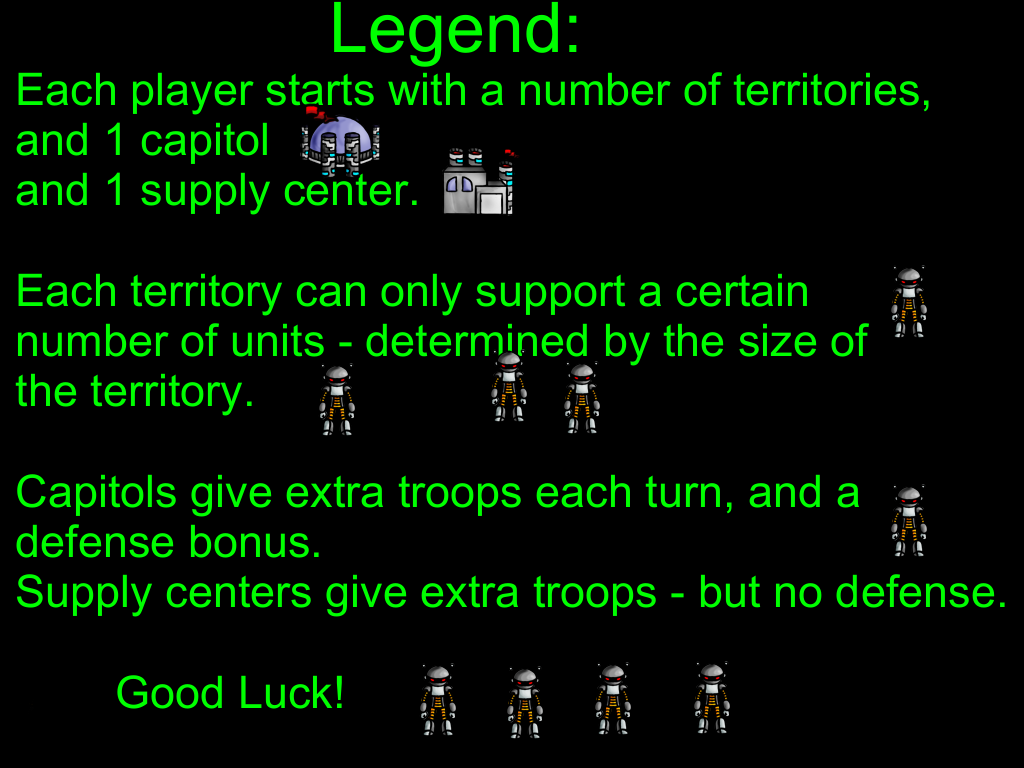 Legend:
Each player starts with a number of territories,
and 1 capitol
and 1 supply center.
Each territory can only support a certain
number of units - determined by the size of
the territory.
Capitols give extra troops each turn, and a
defense bonus.
Supply centers give extra troops - but no defense.
Good Luck!